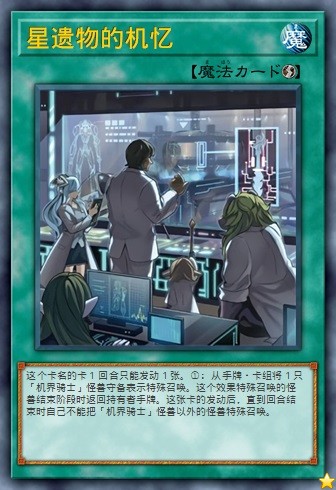 星遗物的机忆
魔
【魔法カード】
这个卡名的卡1回合只能发动1张。①：从手牌·卡组将1只
「机界骑士」怪兽守备表示特殊召唤。这个效果特殊召唤的怪
兽结束阶段时返回持有者手牌。这张卡的发动后，直到回合结
束时自己不能把「机界骑士」怪兽以外的怪兽特殊召唤。